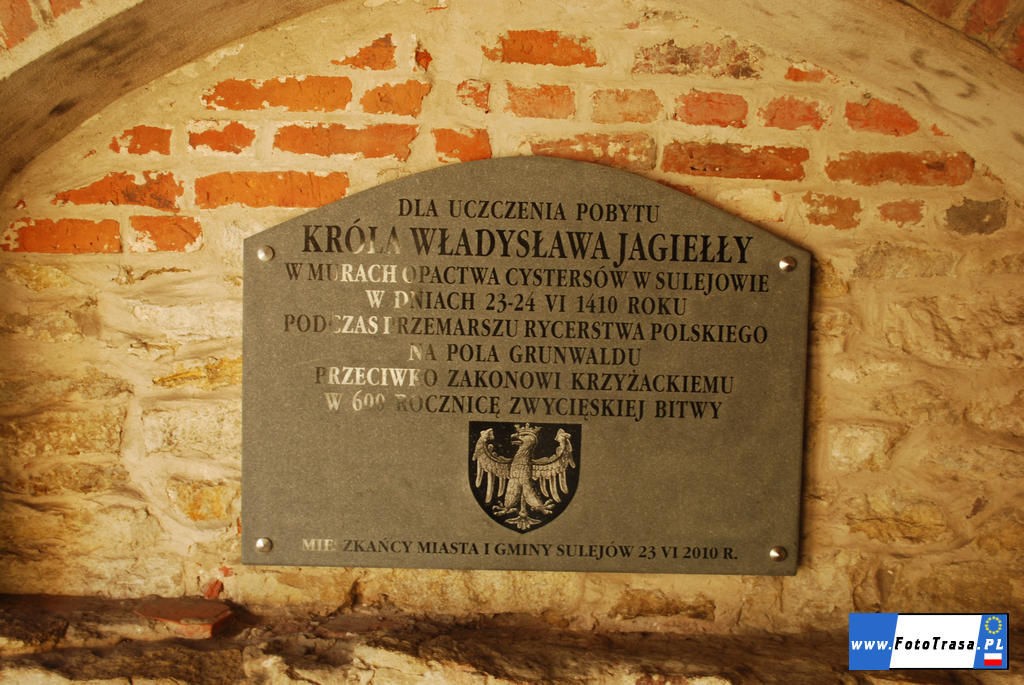 DLA UCZCZENIA POBYTU
KRÓLA WŁADYSŁAWA JAGIEŁŁY
W MURACH OPACTWA CYSTERSÓW W SULEJOWIE
W DNIACH 23-24 VI 1410 ROKU
PODCZAS PRZEMARSZU RYCERSTWA POLSKIEGO
NA POLA GRUNWALDU
PRZECIWKO ZAKONOWI KRZYŻACKIEMU
W 600 ROCZNICĘ ZWYCIĘSKIEJ BITWY
MIESZKAŃCY MIASTA I GMINY SULEJÓW 23 VI 2010 R.
www.FotoTrasa.PL